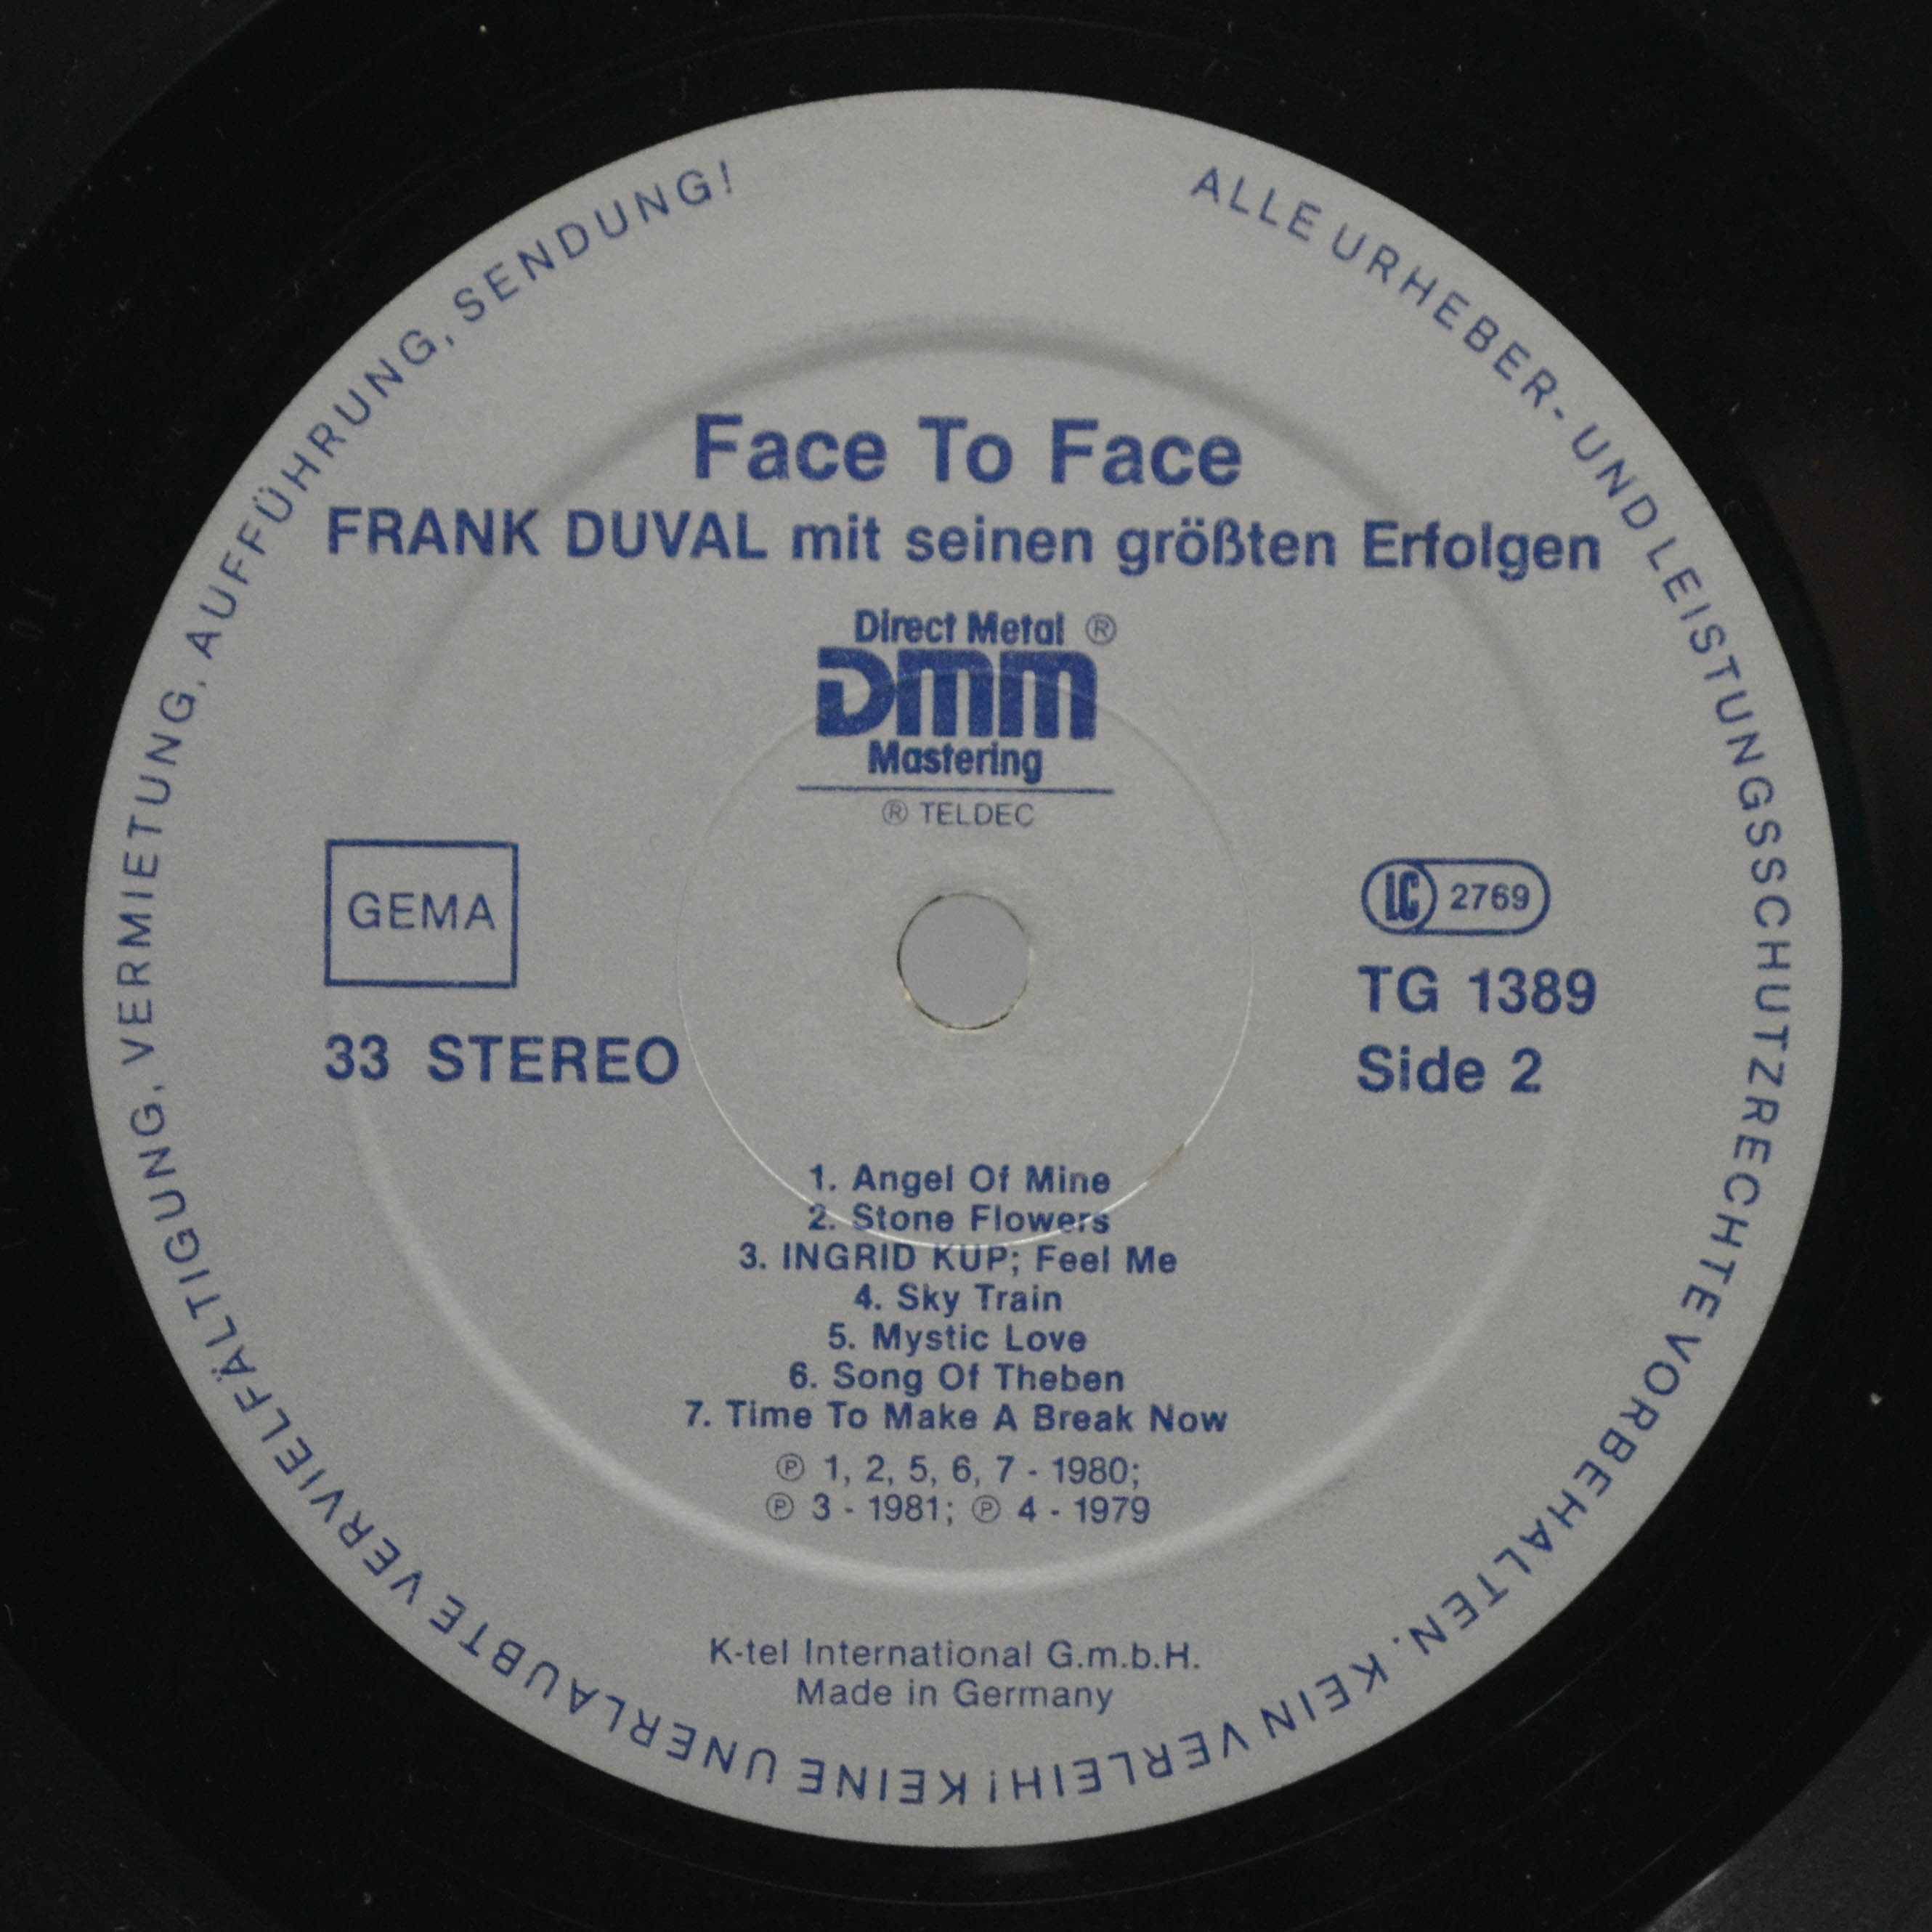 ALLE URHEBER- UND LEISTUNGSSCHUTZRECHTE VORBEHALTEN. KEIN VERLEIH! KEINE UNERLAUBTE VERVIELFÄLTIGUNG, VERMIETUNG, AUFFÜHRUNG, SENDUNG!
Face To Face
FRANK DUVAL mit seinen größten Erfolgen
Direct Metal ®
DMM
Mastering
® TELDEC
GEMA
33 STEREO
LC 2769
TG 1389
Side 2
1. Angel Of Mine
2. Stone Flowers
3. INGRID KUP; Feel Me
4. Sky Train
5. Mystic Love
6. Song Of Theben
7. Time To Make A Break Now
℗ 1, 2, 5, 6, 7 - 1980;
℗ 3 - 1981; ℗ 4 - 1979
K-tel International G.m.b.H.
Made in Germany